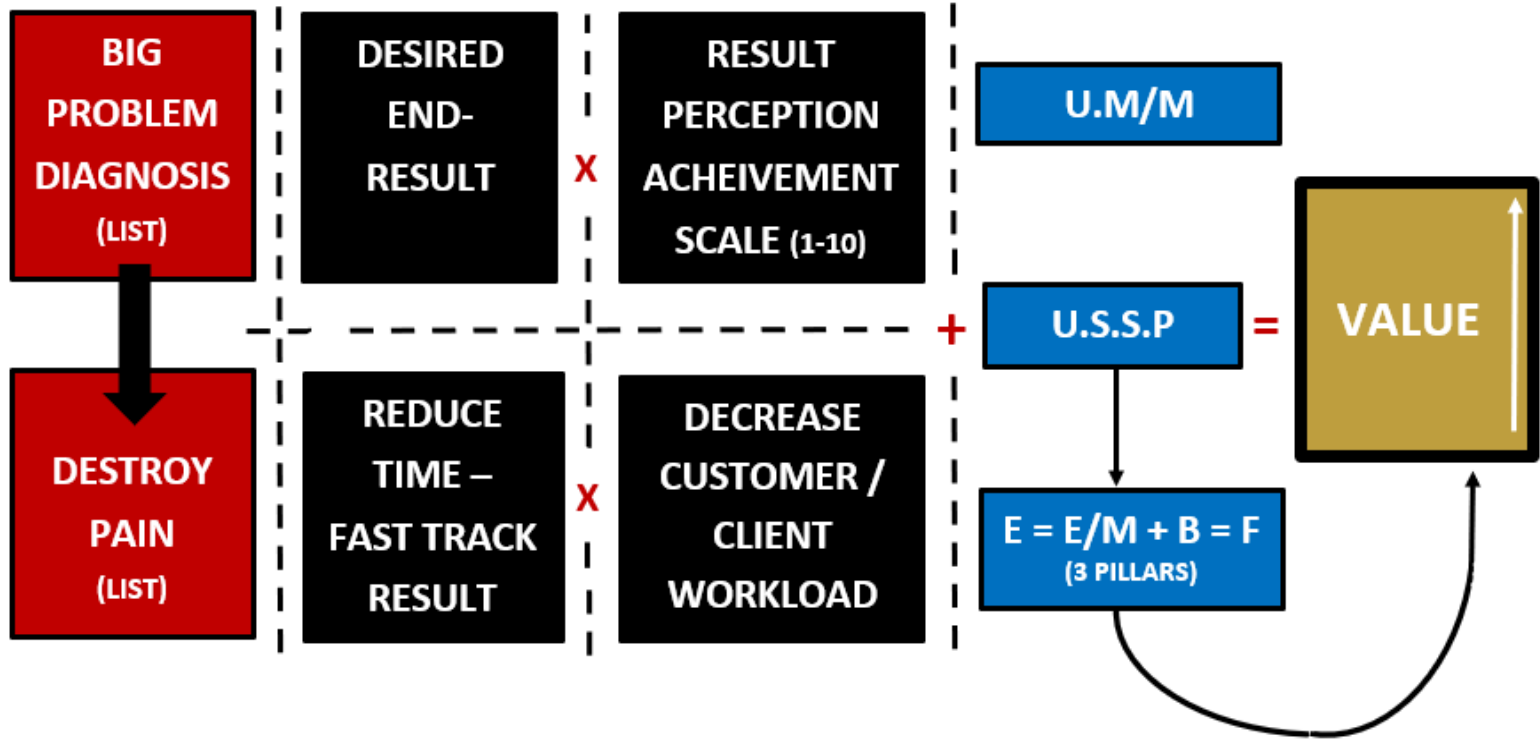 BIG
PROBLEM
DIAGNOSIS
(LIST)
DESTROY
PAIN
(LIST)
DESIRED
END-
RESULT
X
RESULT
PERCEPTION
ACHEIVEMENT
SCALE (1-10)
REDUCE
TIME –
FAST TRACK
RESULT
X
DECREASE
CUSTOMER /
CLIENT
WORKLOAD
+
U.M/M
U.S.S.P
E = E/M + B = F
(3 PILLARS)
=
VALUE